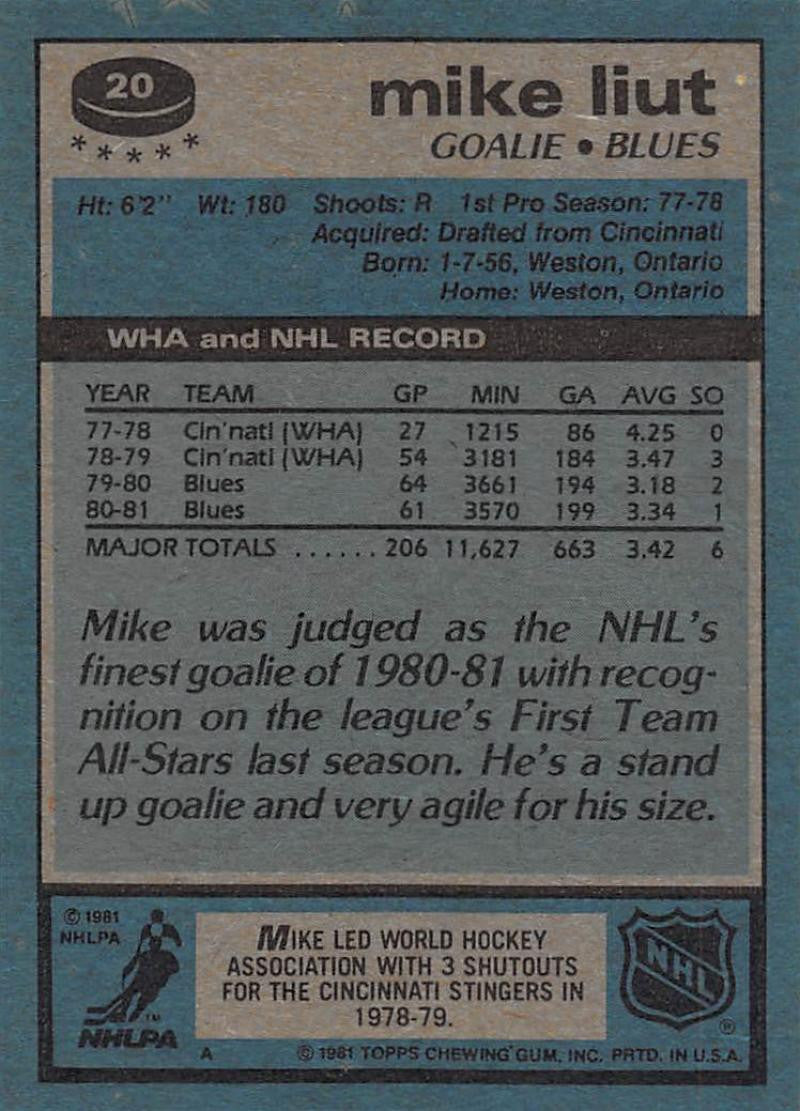 20
* * * * *
mike liut
GOALIE • BLUES
Ht: 6'2" Wt: 180 Shoots: R 1st Pro Season: 77-78
Acquired: Drafted from Cincinnati
Born: 1-7-56, Weston, Ontario
Home: Weston, Ontario
WHA and NHL RECORD
YEAR TEAM GP MIN GA AVG SO
77-78 Cin'nati (WHA) 27 1215 86 4.25 0
78-79 Cin'nati (WHA) 54 3181 184 3.47 3
79-80 Blues 64 3661 194 3.18 2
80-81 Blues 61 3570 199 3.34 1
MAJOR TOTALS ...... 206 11,627 663 3.42 6
Mike was judged as the NHL's
finest goalie of 1980-81 with recog-
nition on the league's First Team
All-Stars last season. He's a stand
up goalie and very agile for his size.
© 1981
NHLPA
TM
NHLPA
MIKE LED WORLD HOCKEY
ASSOCIATION WITH 3 SHUTOUTS
FOR THE CINCINNATI STINGERS IN
1978-79.
NHL
®
A © 1981 TOPPS CHEWING GUM, INC. PRTD. IN U.S.A.